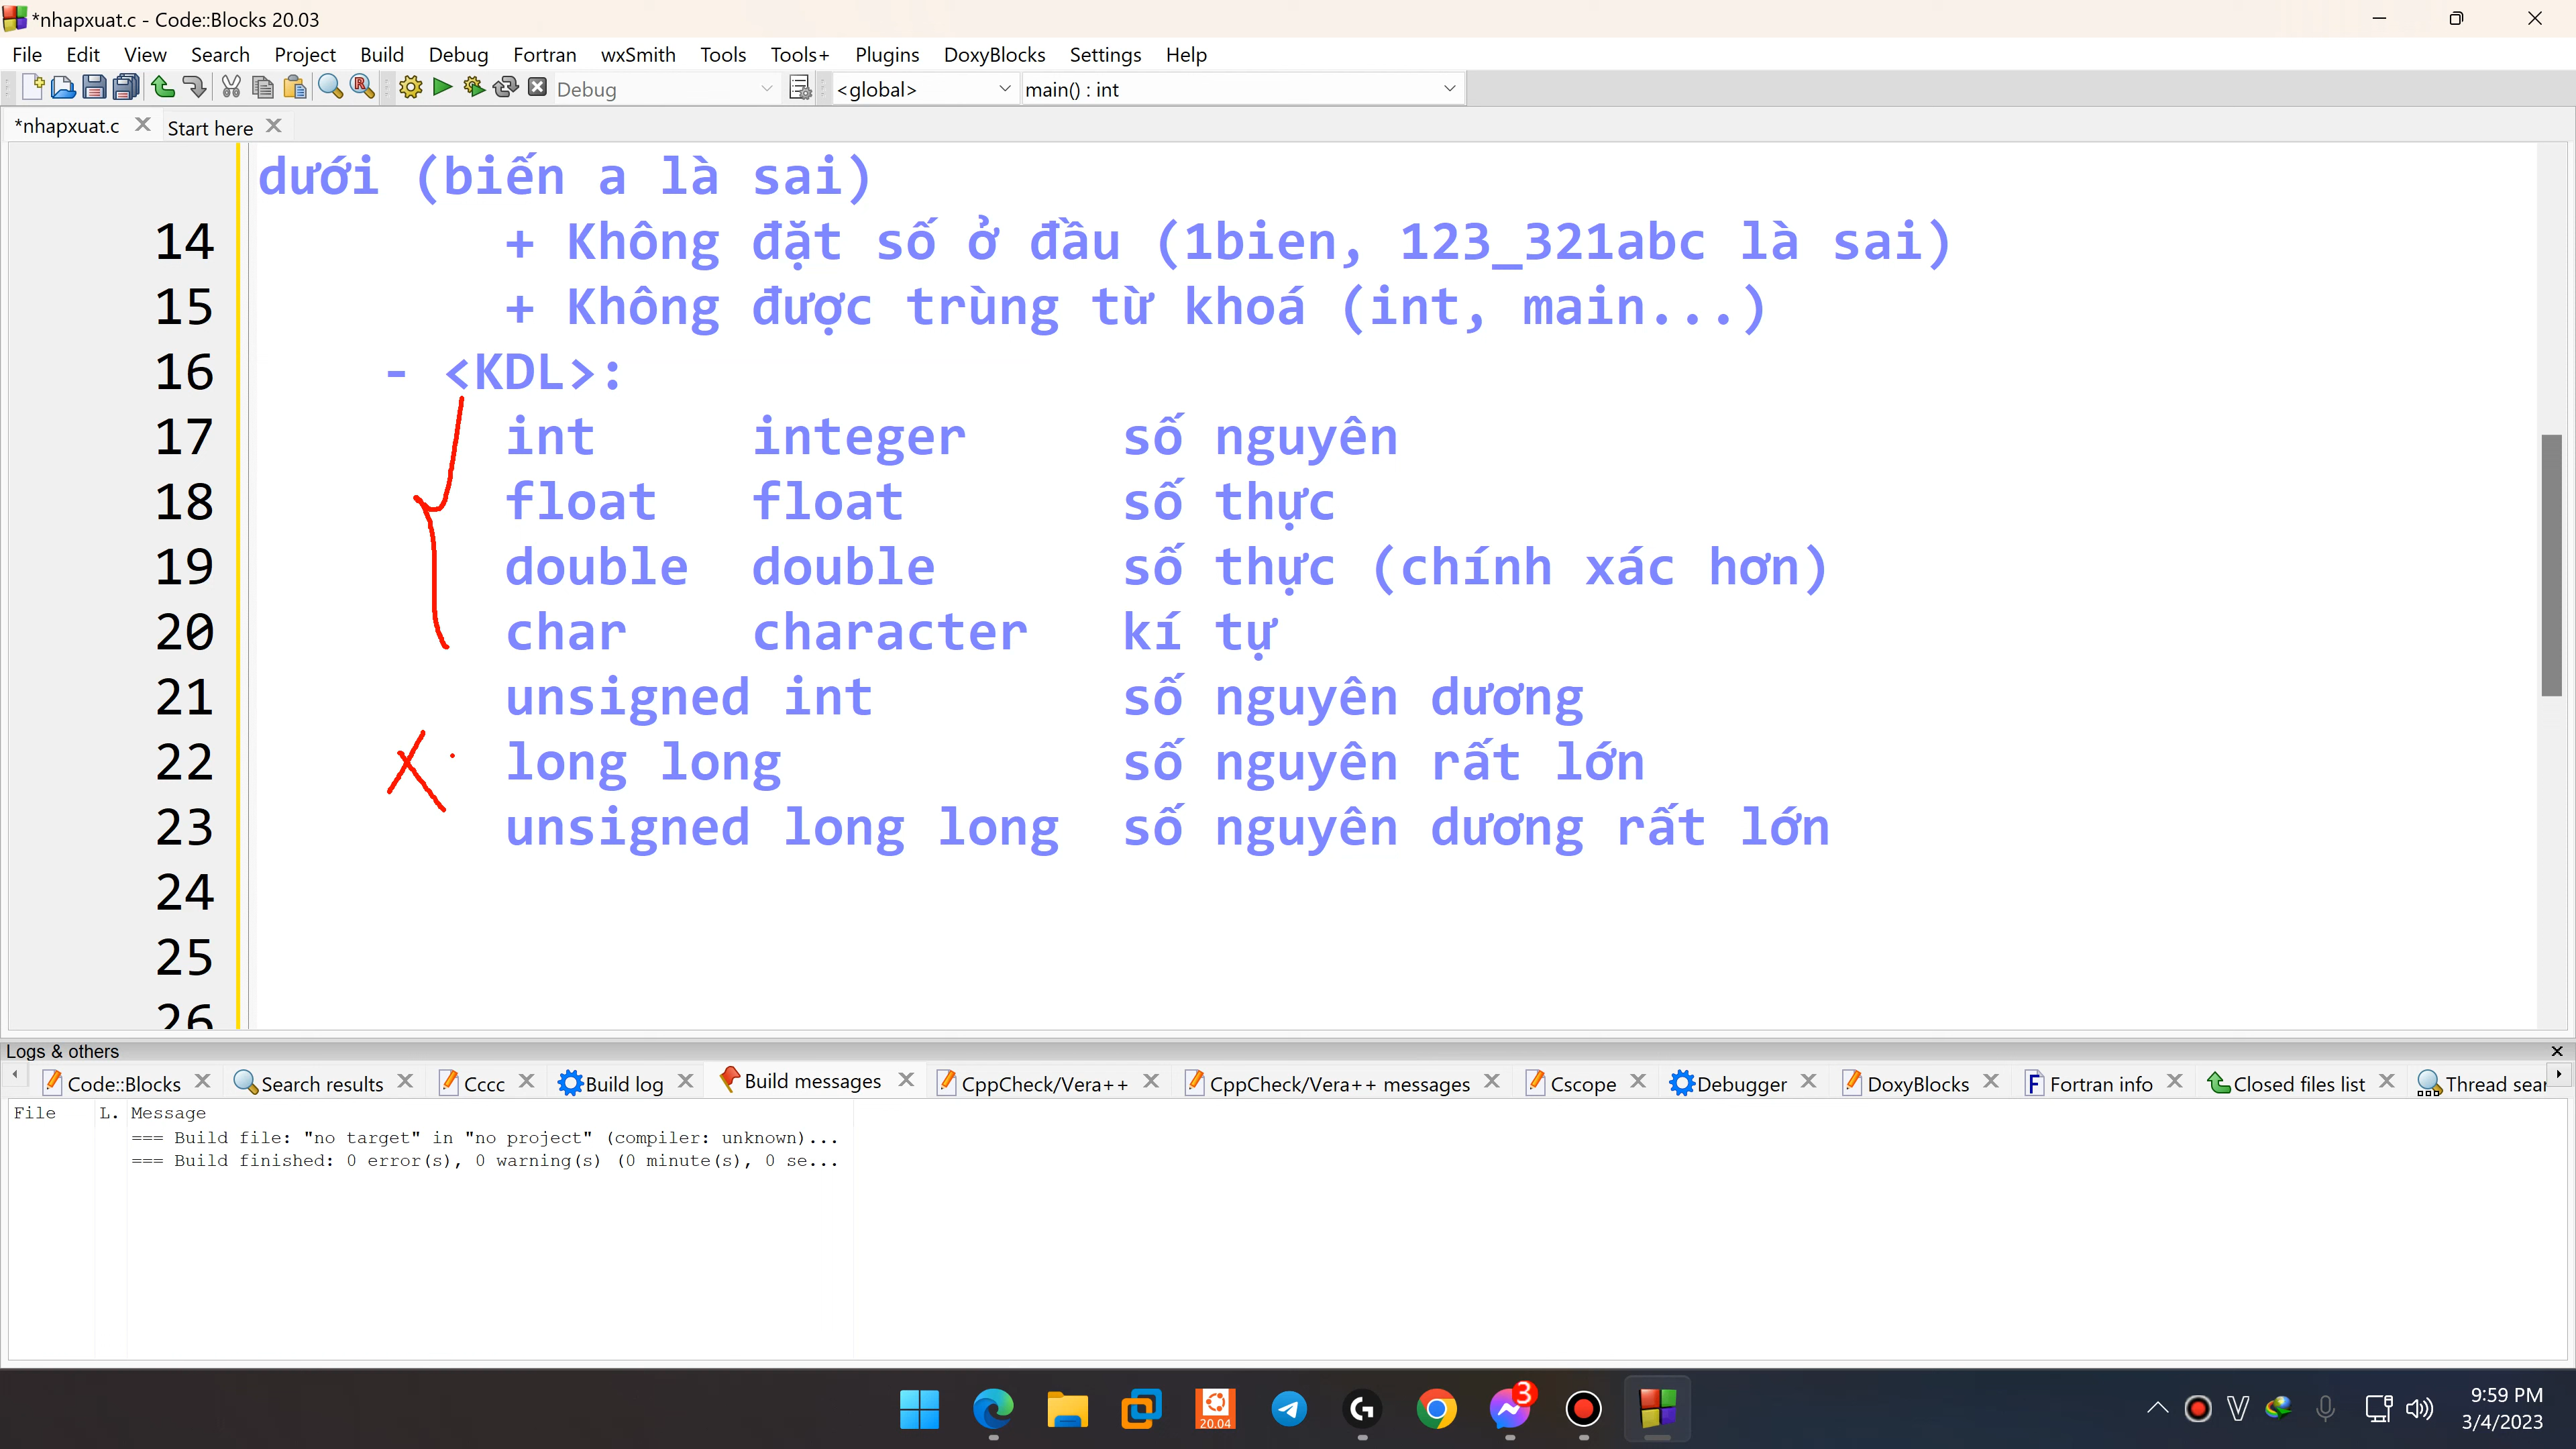 *nhapxuat.c - Code::Blocks 20.03
File Edit View Search Project Build Debug Fortran wxSmith Tools Tools+ Plugins DoxyBlocks Settings Help
Debug <global> main() : int
*nhapxuat.c Start here
dưới (biến a là sai)
14 + Không đặt số ở đầu (1bien, 123_321abc là sai)
15 + Không được trùng từ khoá (int, main...)
16 - <KDL>:
17 int integer số nguyên
18 float float số thực
19 double double số thực (chính xác hơn)
20 char character kí tự
21 unsigned int số nguyên dương
22 long long số nguyên rất lớn
23 unsigned long long số nguyên dương rất lớn
24
25
26
Logs & others
Code::Blocks Search results Cccc Build log Build messages CppCheck/Vera++ CppCheck/Vera++ messages Cscope Debugger DoxyBlocks Fortran info Closed files list Thread sear
File L. Message
=== Build file: "no target" in "no project" (compiler: unknown)...
=== Build finished: 0 error(s), 0 warning(s) (0 minute(s), 0 se...
20.04
3
9:59 PM
3/4/2023